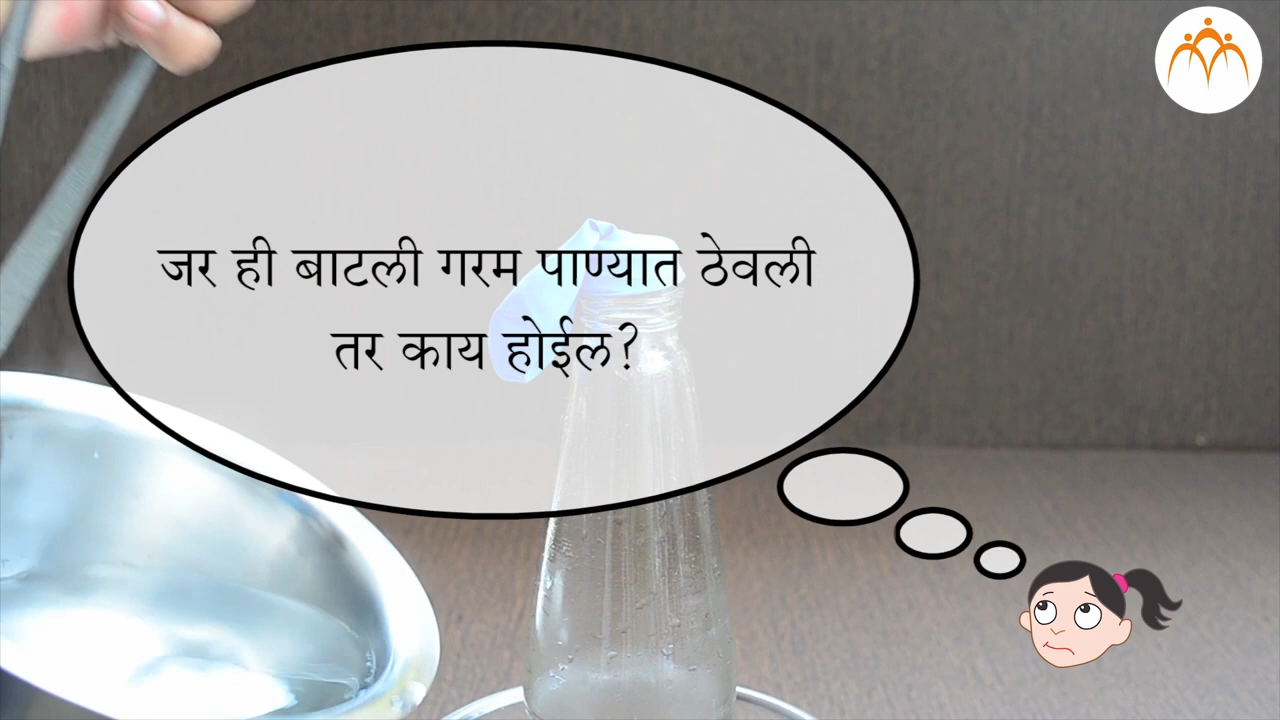 जर ही बाटली गरम पाण्यात ठेवली
तर काय होईल?